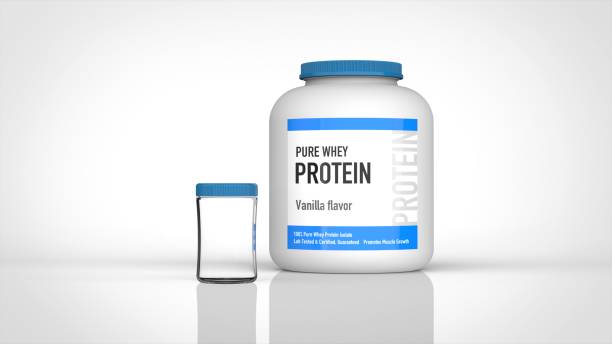 PURE WHEY
PROTEIN
Vanilla flavor
100% Pure Whey Protein Isolate
Lab-Tested & Certified, Guaranteed Promotes Muscle Growth
PROTEIN